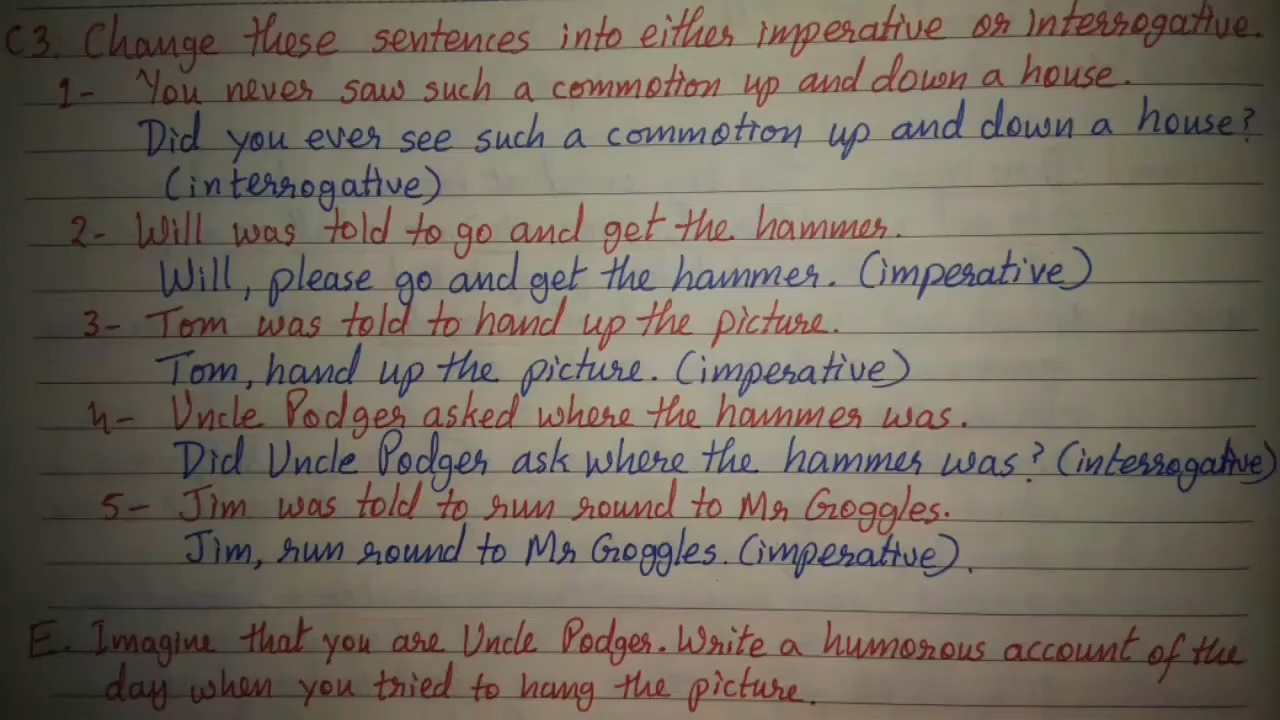 C3. Change these sentences into either imperative or interrogative.
1- You never saw such a commotion up and down a house.
Did you ever see such a commotion up and down a house?
(interrogative)
2- Will was told to go and get the hammer.
Will, please go and get the hammer. (imperative)
3- Tom was told to hand up the picture.
Tom, hand up the picture. (imperative)
4- Uncle Podger asked where the hammer was.
Did Uncle Podger ask where the hammer was? (interrogative)
5- Jim was told to run round to Mr Goggles.
Jim, run round to Mr Goggles. (imperative).
E. Imagine that you are Uncle Podger. Write a humorous account of the
day when you tried to hang the picture.